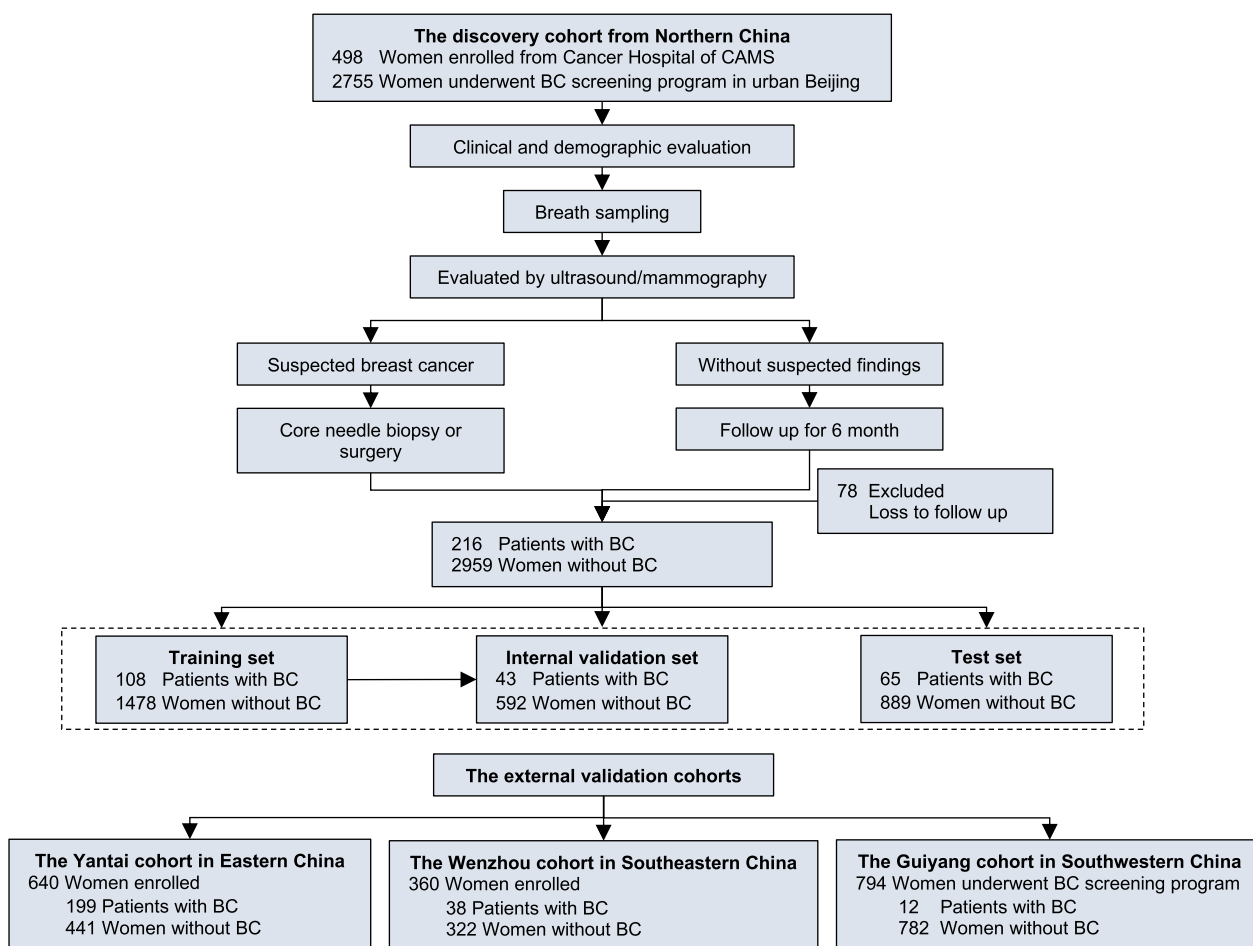 The discovery cohort from Northern China
498 Women enrolled from Cancer Hospital of CAMS
2755 Women underwent BC screening program in urban Beijing
Clinical and demographic evaluation
Breath sampling
Evaluated by ultrasound/mammography
Suspected breast cancer
Without suspected findings
Core needle biopsy or
surgery
Follow up for 6 month
78 Excluded
Loss to follow up
216 Patients with BC
2959 Women without BC
Training set
108 Patients with BC
1478 Women without BC
Internal validation set
43 Patients with BC
592 Women without BC
Test set
65 Patients with BC
889 Women without BC
The external validation cohorts
The Yantai cohort in Eastern China
640 Women enrolled
199 Patients with BC
441 Women without BC
The Wenzhou cohort in Southeastern China
360 Women enrolled
38 Patients with BC
322 Women without BC
The Guiyang cohort in Southwestern China
794 Women underwent BC screening program
12 Patients with BC
782 Women without BC